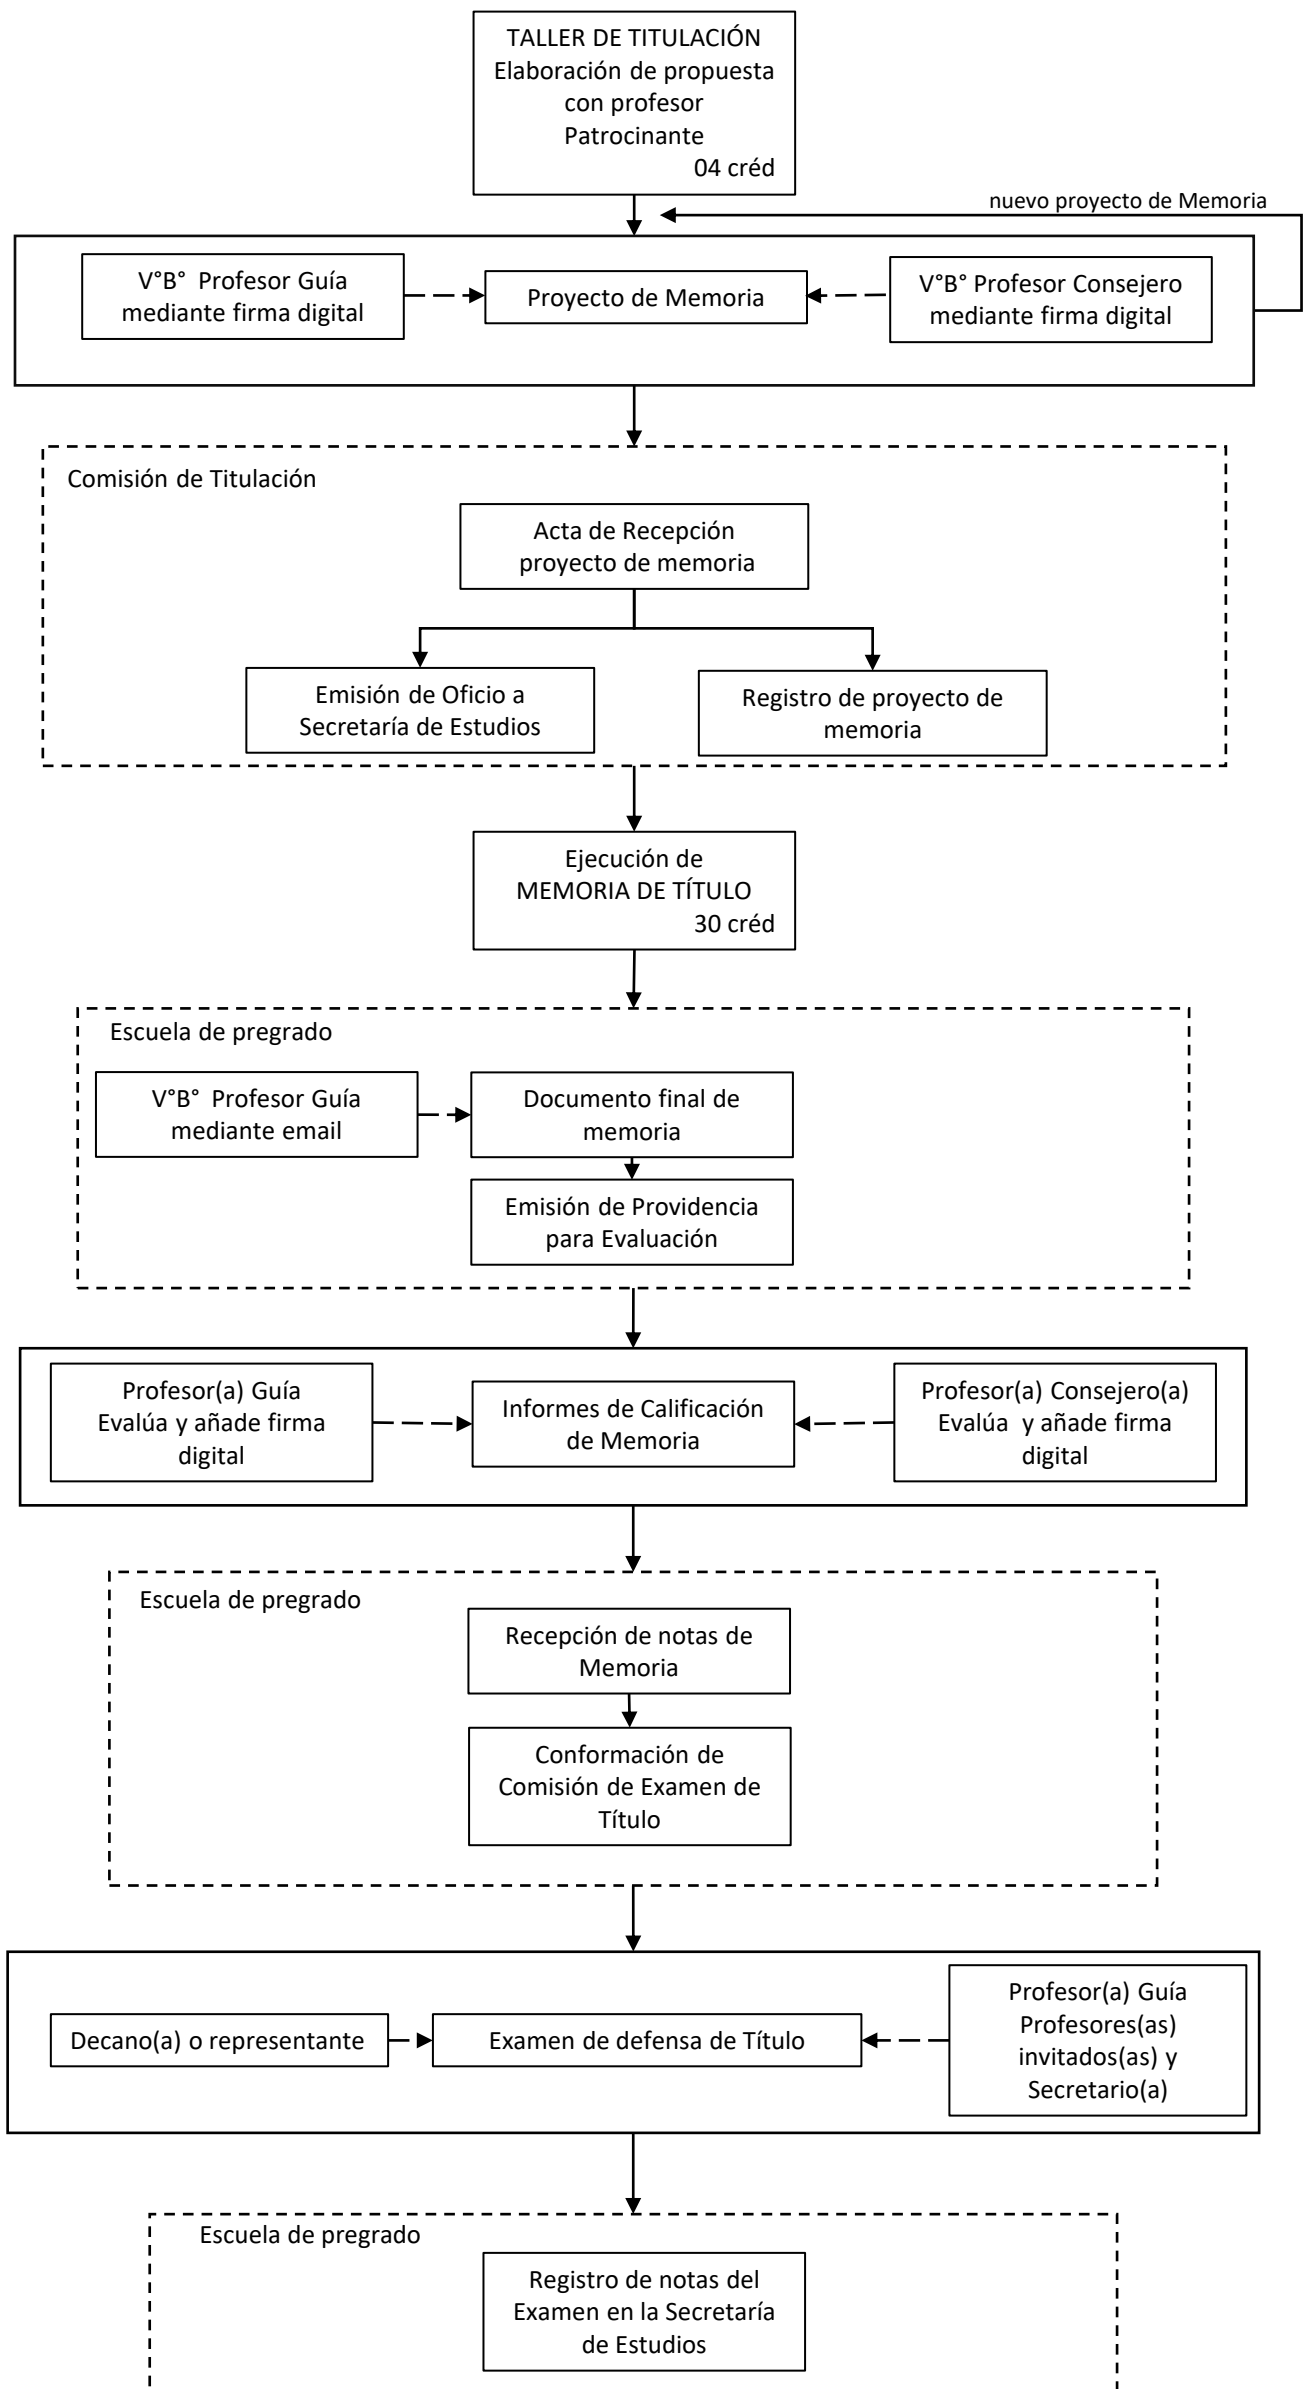 TALLER DE TITULACIÓN
Elaboración de propuesta
con profesor
Patrocinante
04 créd
nuevo proyecto de Memoria
V°B°  Profesor Guía
mediante firma digital
Proyecto de Memoria
V°B° Profesor Consejero
mediante firma digital
Comisión de Titulación
Acta de Recepción
proyecto de memoria
Emisión de Oficio a
Secretaría de Estudios
Registro de proyecto de
memoria
Ejecución de
MEMORIA DE TÍTULO
30 créd
Escuela de pregrado
V°B°  Profesor Guía
mediante email
Documento final de
memoria
Emisión de Providencia
para Evaluación
Profesor(a) Guía
Evalúa y añade firma
digital
Informes de Calificación
de Memoria
Profesor(a) Consejero(a)
Evalúa  y añade firma
digital
Escuela de pregrado
Recepción de notas de
Memoria
Conformación de
Comisión de Examen de
Título
Decano(a) o representante
Examen de defensa de Título
Profesor(a) Guía
Profesores(as)
invitados(as) y
Secretario(a)
Escuela de pregrado
Registro de notas del
Examen en la Secretaría
de Estudios